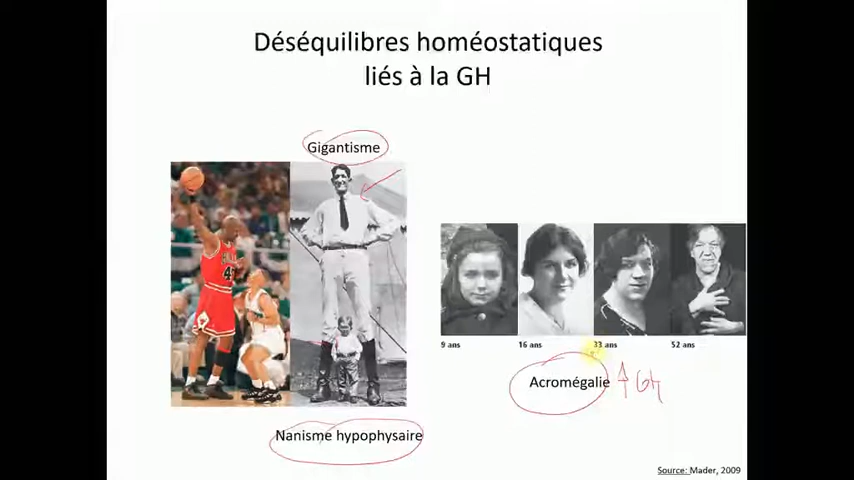 Déséquilibres homéostatiques
liés à la GH
Gigantisme
9 ans 16 ans 33 ans 52 ans
Acromégalie ↑ GH
Nanisme hypophysaire
Source: Mader, 2009